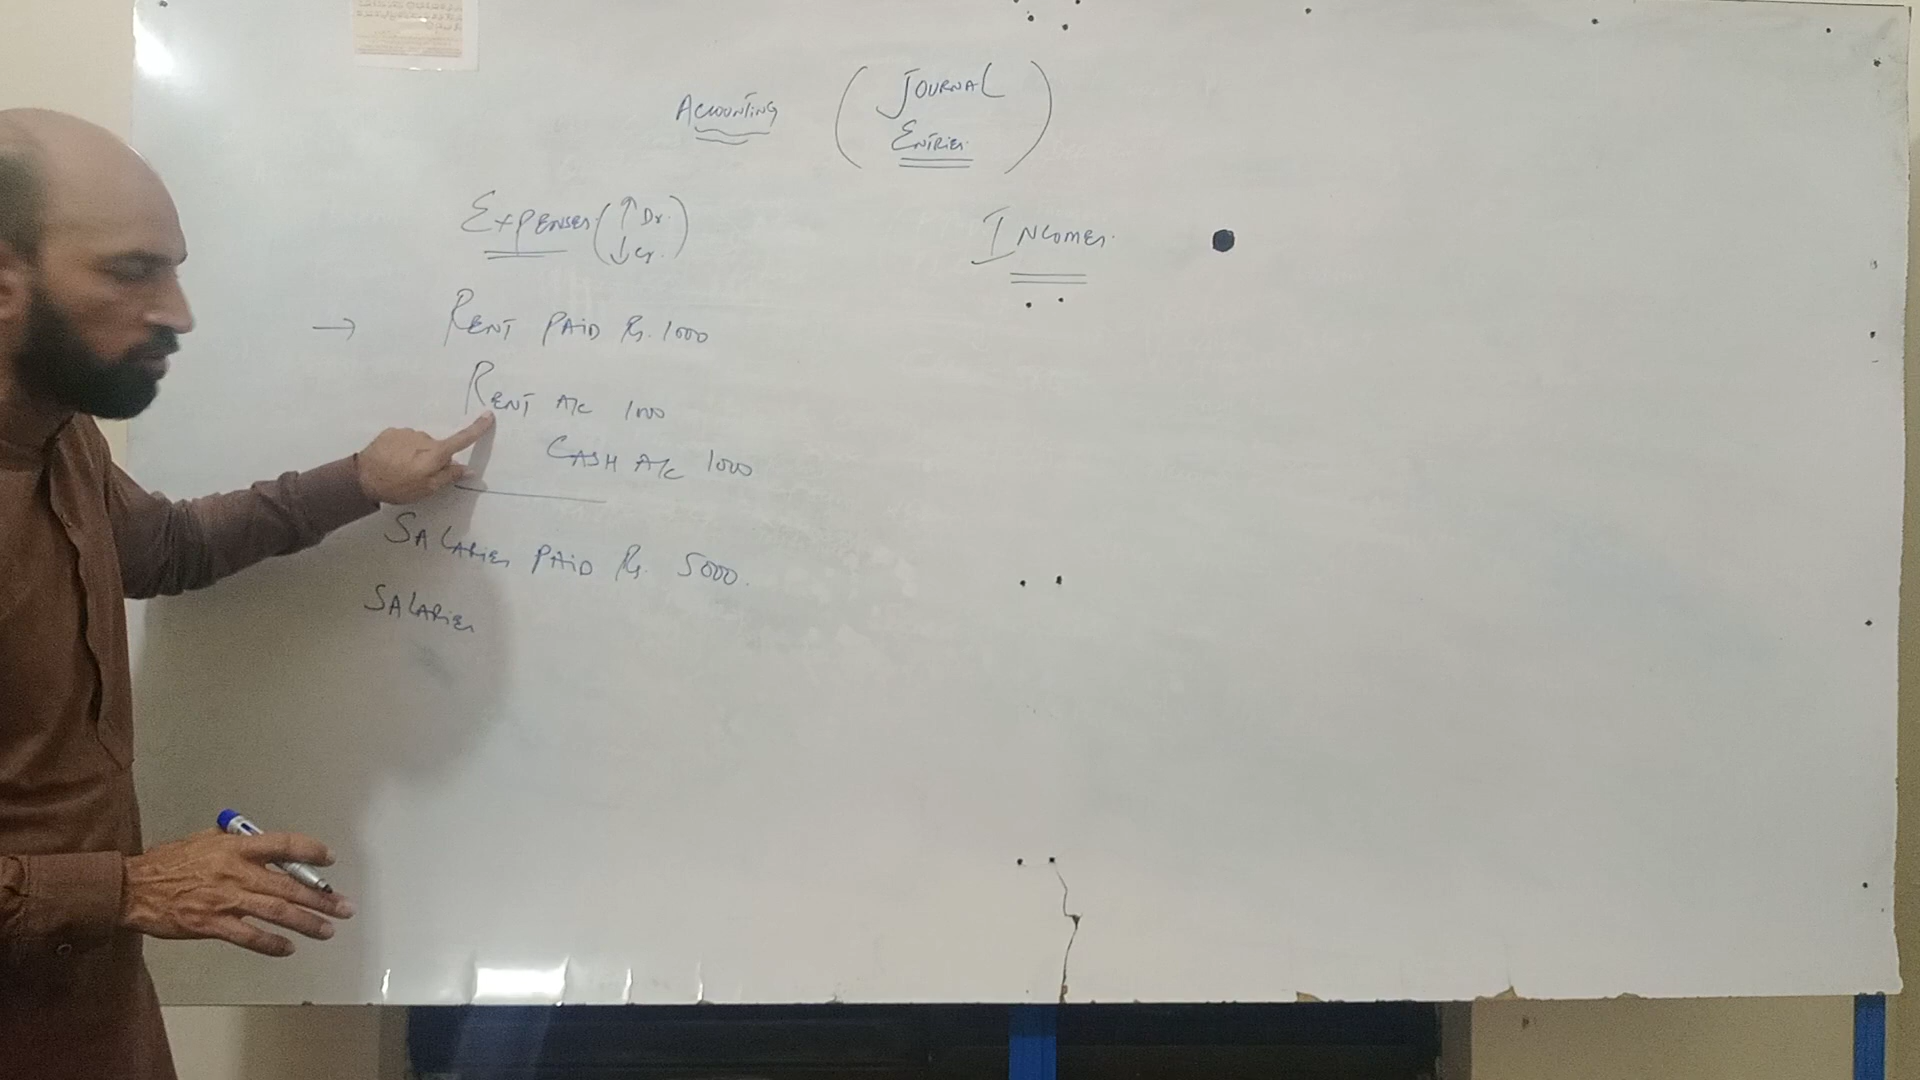 ACCOUNTING
(JOURNAL
ENTRIES)
EXPENSES (↑ Dr.
↓ Cr.)
INCOMES.
→ RENT PAID Rs. 1000
RENT A/C 1000
CASH A/C 1000
SALARIES PAID Rs. 5000.
SALARIES